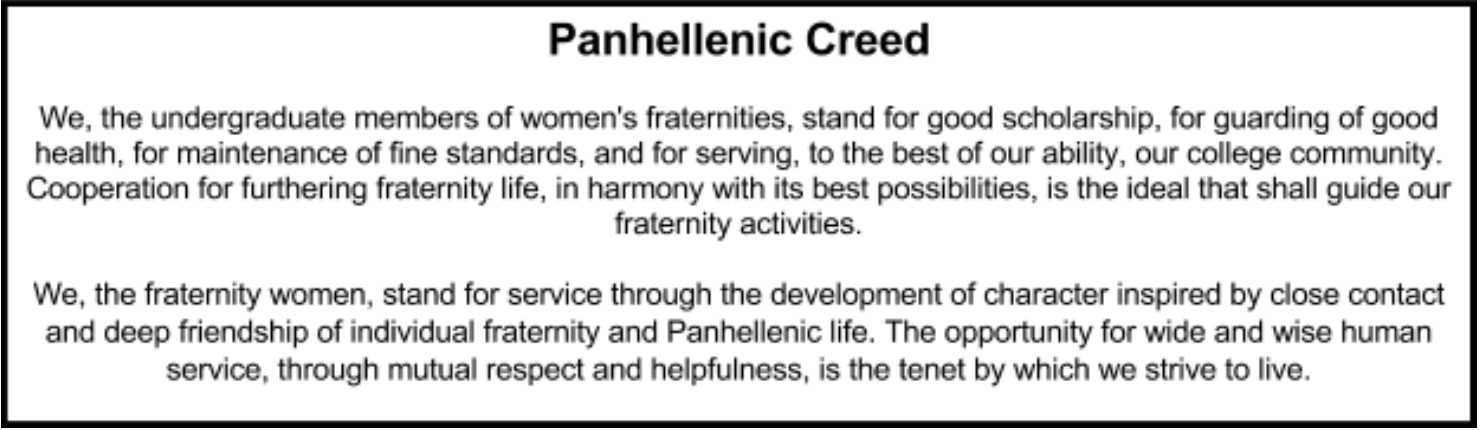 Panhellenic Creed
We, the undergraduate members of women's fraternities, stand for good scholarship, for guarding of good
health, for maintenance of fine standards, and for serving, to the best of our ability, our college community.
Cooperation for furthering fraternity life, in harmony with its best possibilities, is the ideal that shall guide our
fraternity activities.
We, the fraternity women, stand for service through the development of character inspired by close contact
and deep friendship of individual fraternity and Panhellenic life. The opportunity for wide and wise human
service, through mutual respect and helpfulness, is the tenet by which we strive to live.